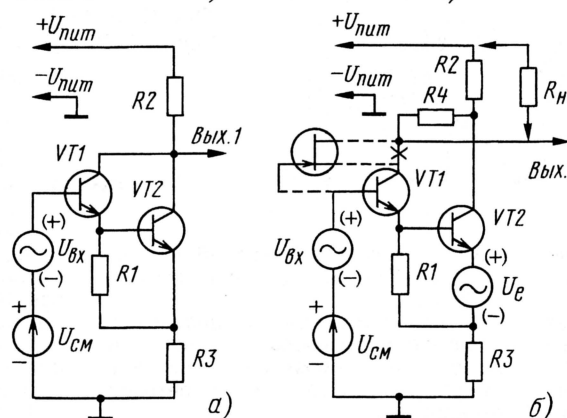 +Uпит
-Uпит
R2
Вых.1
VT1
VT2
(+)
Uвх
(-)
R1
+
Uсм
-
R3
а)
+Uпит
-Uпит
R2
R4
Rн
Вых.
VT1
VT2
(+)
Uвх
(-)
R1
(+)
Ue
(-)
+
Uсм
-
R3
б)